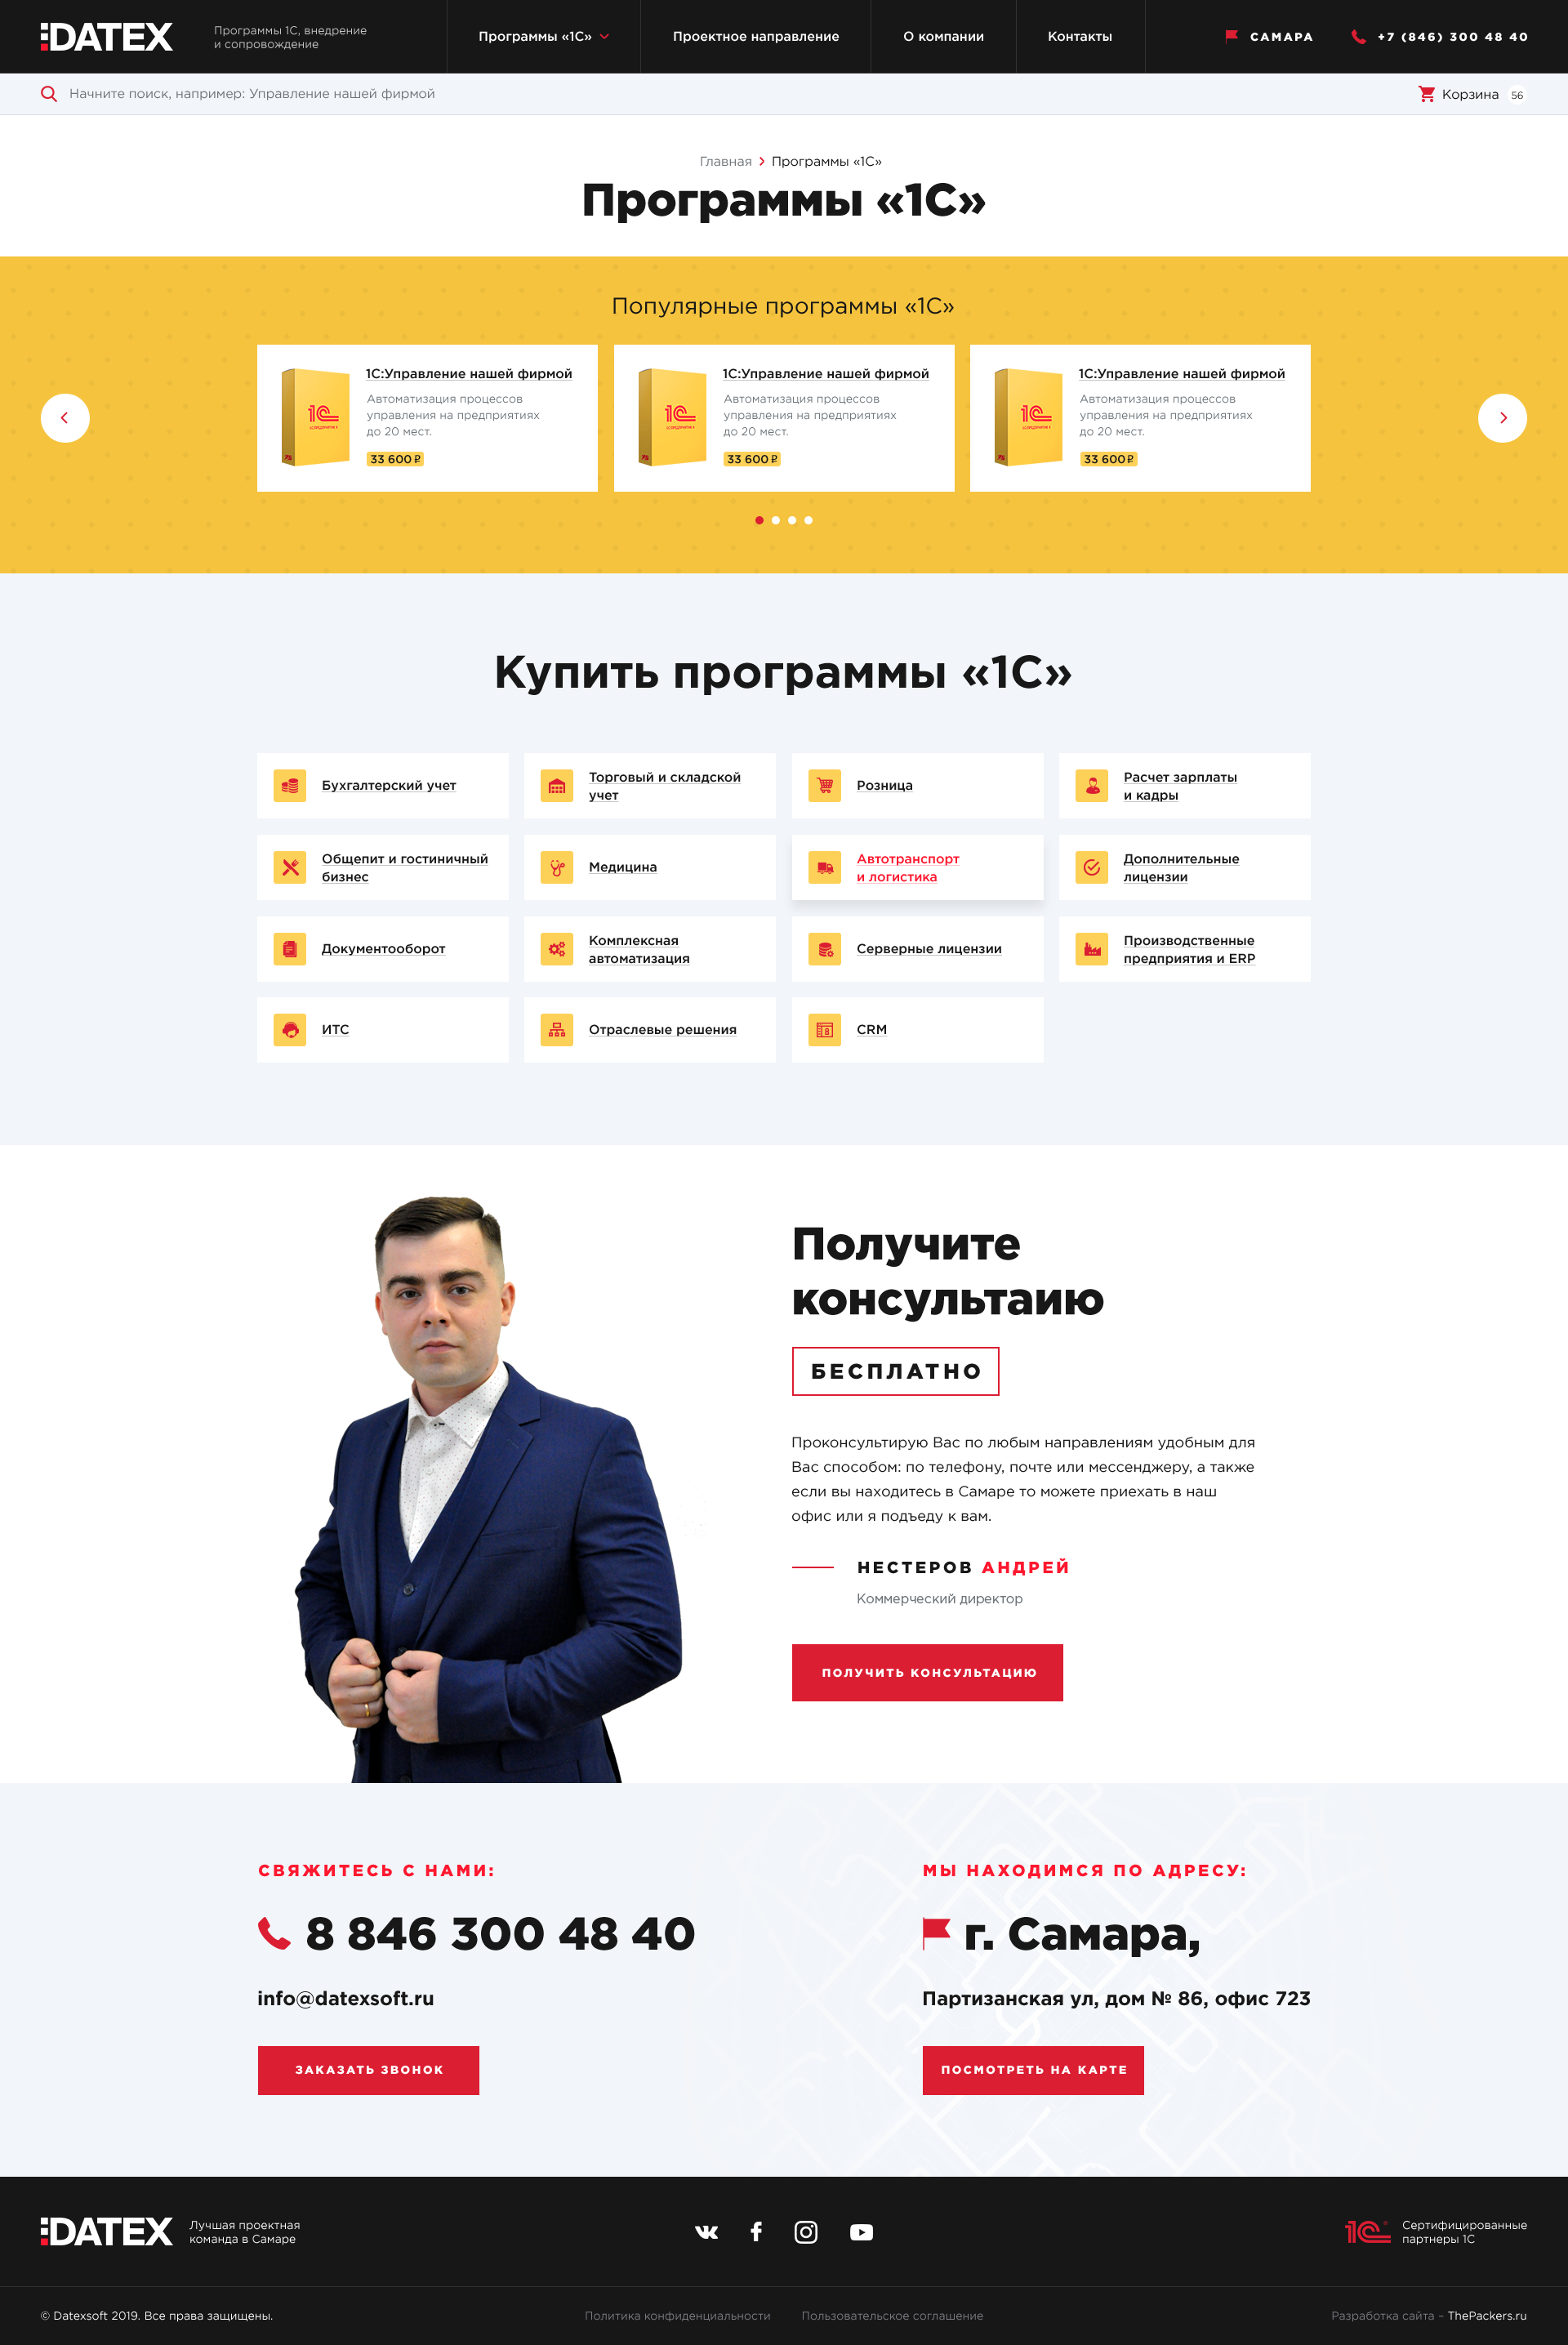 DATEX
Программы 1С, внедрение
и сопровождение
Программы «1С»
Проектное направление
О компании
Контакты
САМАРА
+7 (846) 300 48 40
Начните поиск, например: Управление нашей фирмой
Корзина 56
Главная
Программы «1С»
Программы «1С»
Популярные программы «1С»
1С
1С:Управление нашей фирмой
Автоматизация процессов
управления на предприятиях
до 20 мест.
33 600 ₽
1С
1С:Управление нашей фирмой
Автоматизация процессов
управления на предприятиях
до 20 мест.
33 600 ₽
1С
1С:Управление нашей фирмой
Автоматизация процессов
управления на предприятиях
до 20 мест.
33 600 ₽
Купить программы «1С»
Бухгалтерский учет
Торговый и складской
учет
Розница
Расчет зарплаты
и кадры
Общепит и гостиничный
бизнес
Медицина
Автотранспорт
и логистика
Дополнительные
лицензии
Документооборот
Комплексная
автоматизация
Серверные лицензии
Производственные
предприятия и ERP
ИТС
Отраслевые решения
CRM
Получите
консультаию
БЕСПЛАТНО
Проконсультирую Вас по любым направлениям удобным для
Вас способом: по телефону, почте или мессенджеру, а также
если вы находитесь в Самаре то можете приехать в наш
офис или я подъеду к вам.
НЕСТЕРОВ АНДРЕЙ
Коммерческий директор
ПОЛУЧИТЬ КОНСУЛЬТАЦИЮ
СВЯЖИТЕСЬ С НАМИ:
8 846 300 48 40
info@datexsoft.ru
ЗАКАЗАТЬ ЗВОНОК
МЫ НАХОДИМСЯ ПО АДРЕСУ:
г. Самара,
Партизанская ул, дом № 86, офис 723
ПОСМОТРЕТЬ НА КАРТЕ
DATEX
Лучшая проектная
команда в Самаре
1С
Сертифицированные
партнеры 1С
© Datexsoft 2019. Все права защищены.
Политика конфиденциальности
Пользовательское соглашение
Разработка сайта – ThePackers.ru